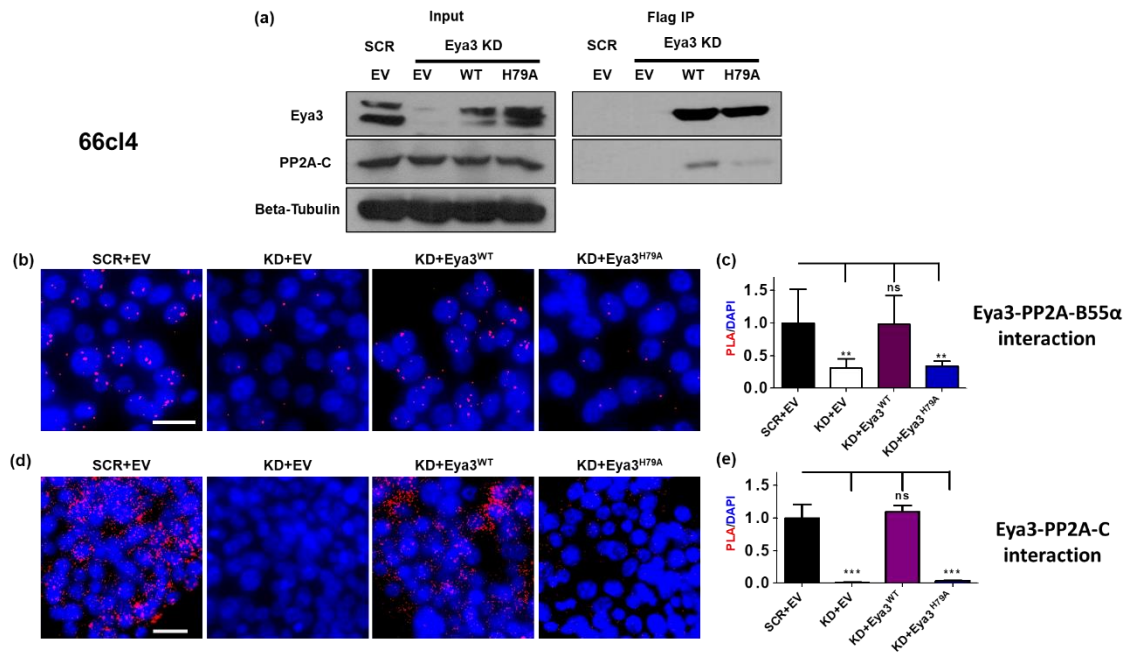 (a)
Input
Flag IP
SCR
Eya3 KD
SCR
Eya3 KD
EV
EV
WT
H79A
EV
EV
WT
H79A
66cl4
Eya3
PP2A-C
Beta-Tubulin
(b)
SCR+EV
KD+EV
KD+Eya3WT
KD+Eya3H79A
(c)
ns
**
**
1.5
1.0
0.5
0.0
PLA/DAPI
SCR+EV
KD+EV
KD+Eya3WT
KD+Eya3H79A
Eya3-PP2A-B55α
interaction
(d)
SCR+EV
KD+EV
KD+Eya3WT
KD+Eya3H79A
(e)
ns
***
***
1.5
1.0
0.5
0.0
PLA/DAPI
SCR+EV
KD+EV
KD+Eya3WT
KD+Eya3H79A
Eya3-PP2A-C
interaction